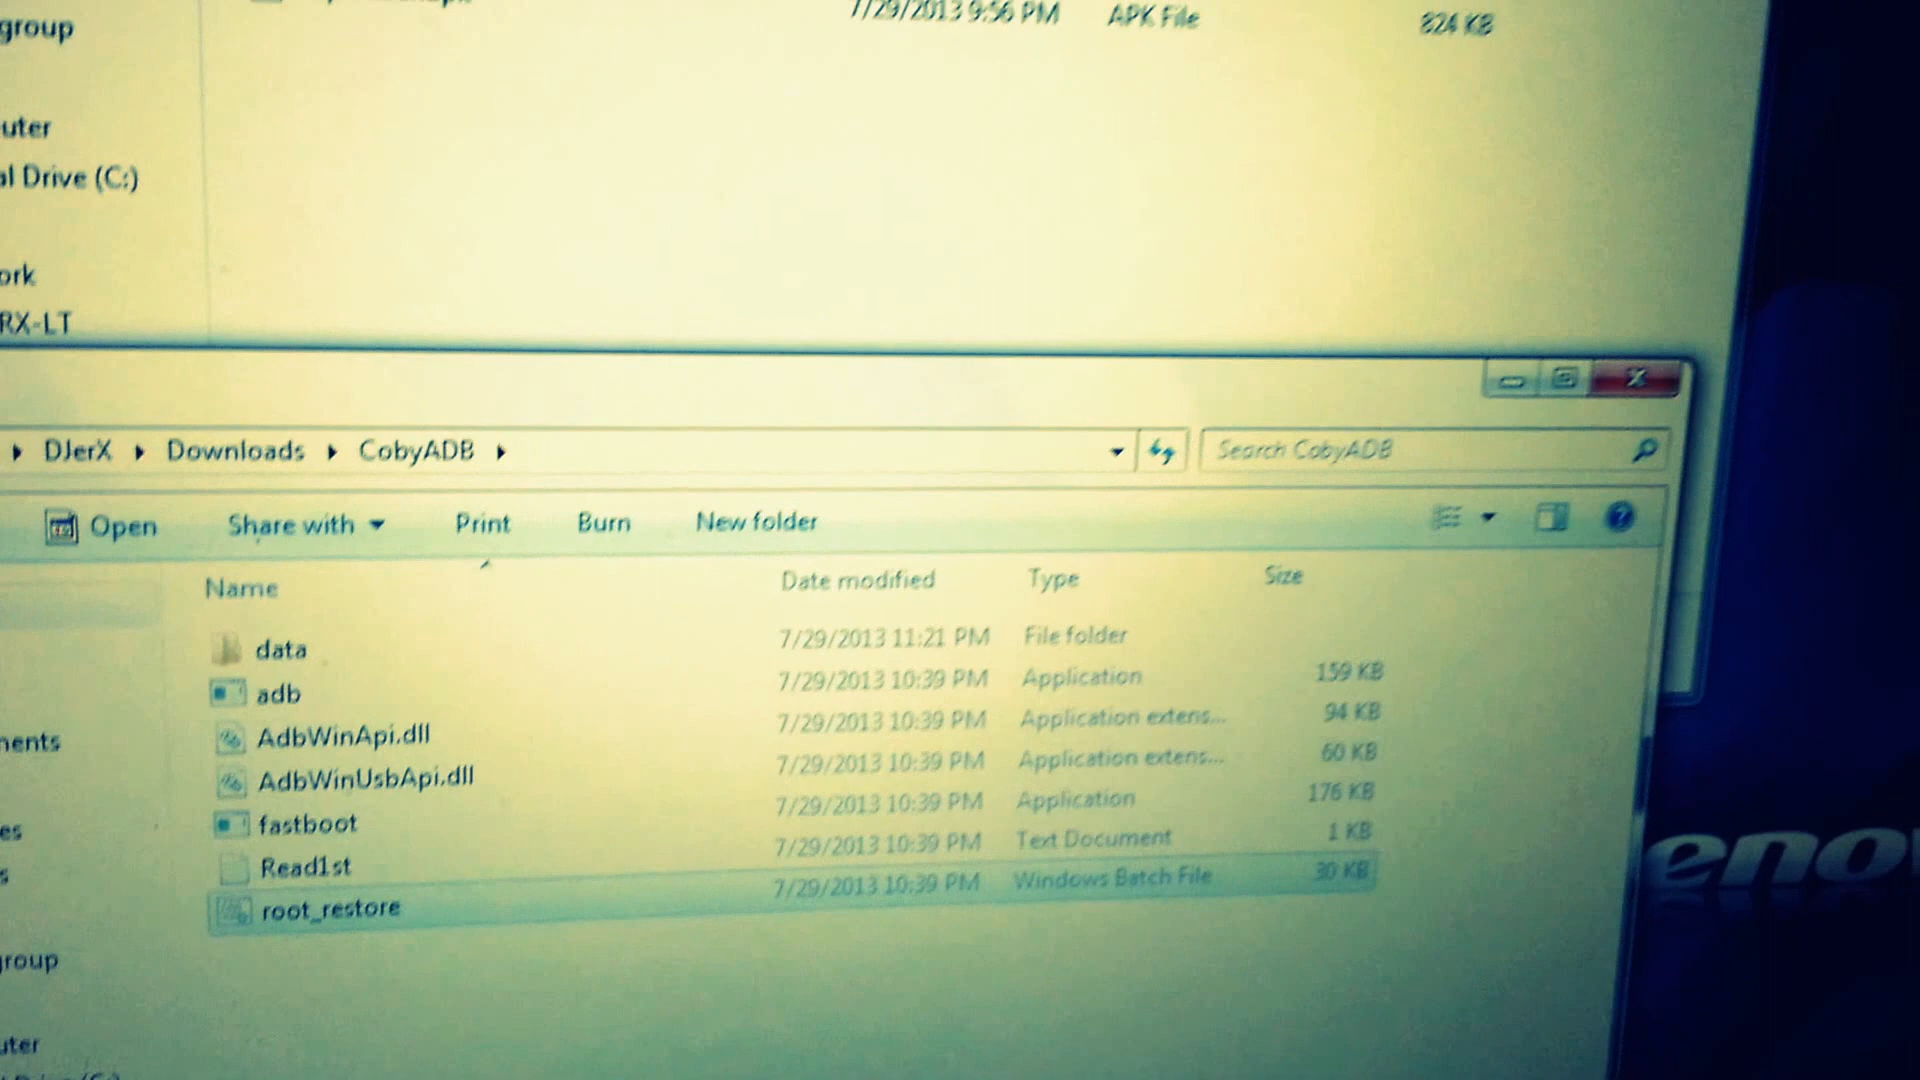 group
7/29/2013 9:56 PM APK File 824 KB
uter
al Drive (C:)
ork
RX-LT
DJerX Downloads CobyADB Search CobyADB
Open Share with Print Burn New folder
Name Date modified Type Size
data 7/29/2013 11:21 PM File folder
adb 7/29/2013 10:39 PM Application 159 KB
AdbWinApi.dll 7/29/2013 10:39 PM Application extens... 94 KB
AdbWinUsbApi.dll 7/29/2013 10:39 PM Application extens... 60 KB
fastboot 7/29/2013 10:39 PM Application 176 KB
Read1st 7/29/2013 10:39 PM Text Document 1 KB
root_restore 7/29/2013 10:39 PM Windows Batch File 30 KB
nents
es
s
group
uter
enov